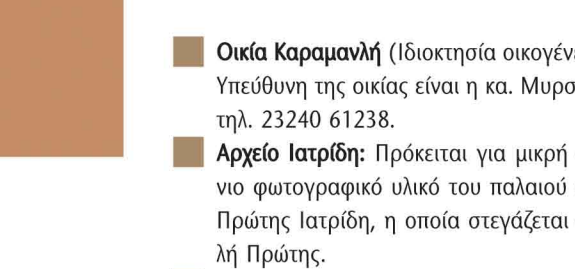 Οικία Καραμανλή (Ιδιοκτησία οικογένε
Υπεύθυνη της οικίας είναι η κα. Μυρσ
τηλ. 23240 61238.
Αρχείο Ιατρίδη: Πρόκειται για μικρή
νιο φωτογραφικό υλικό του παλαιού
Πρώτης Ιατρίδη, η οποία στεγάζεται
λή Πρώτης.